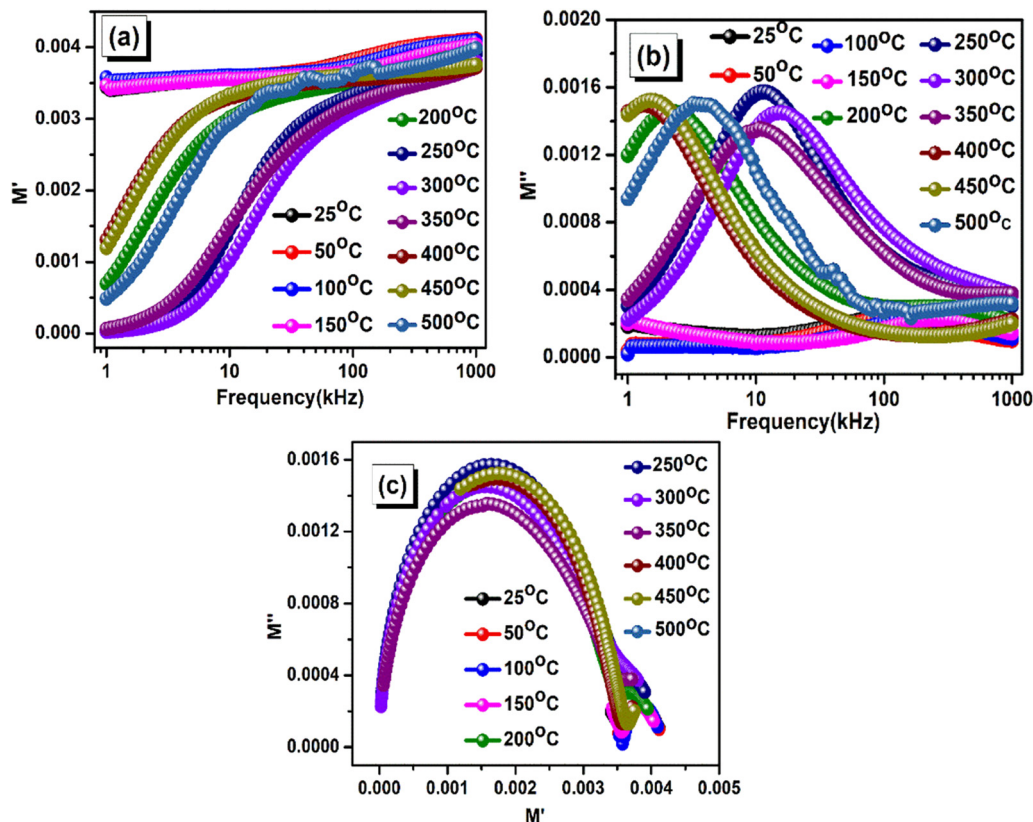 (a)
0.004
0.003
0.002
0.001
0.000
M'
1
10
100
1000
Frequency(kHz)
200°C
250°C
300°C
25°C
350°C
50°C
400°C
100°C
450°C
150°C
500°C
(b)
0.0020
0.0016
0.0012
0.0008
0.0004
0.0000
M''
1
10
100
1000
Frequency(kHz)
25°C
100°C
250°C
50°C
150°C
300°C
200°C
350°C
400°C
450°C
500°c
(c)
0.0016
0.0012
0.0008
0.0004
0.0000
M''
0.000
0.001
0.002
0.003
0.004
0.005
M'
250°C
300°C
350°C
400°C
25°C
450°C
50°C
500°C
100°C
150°C
200°C